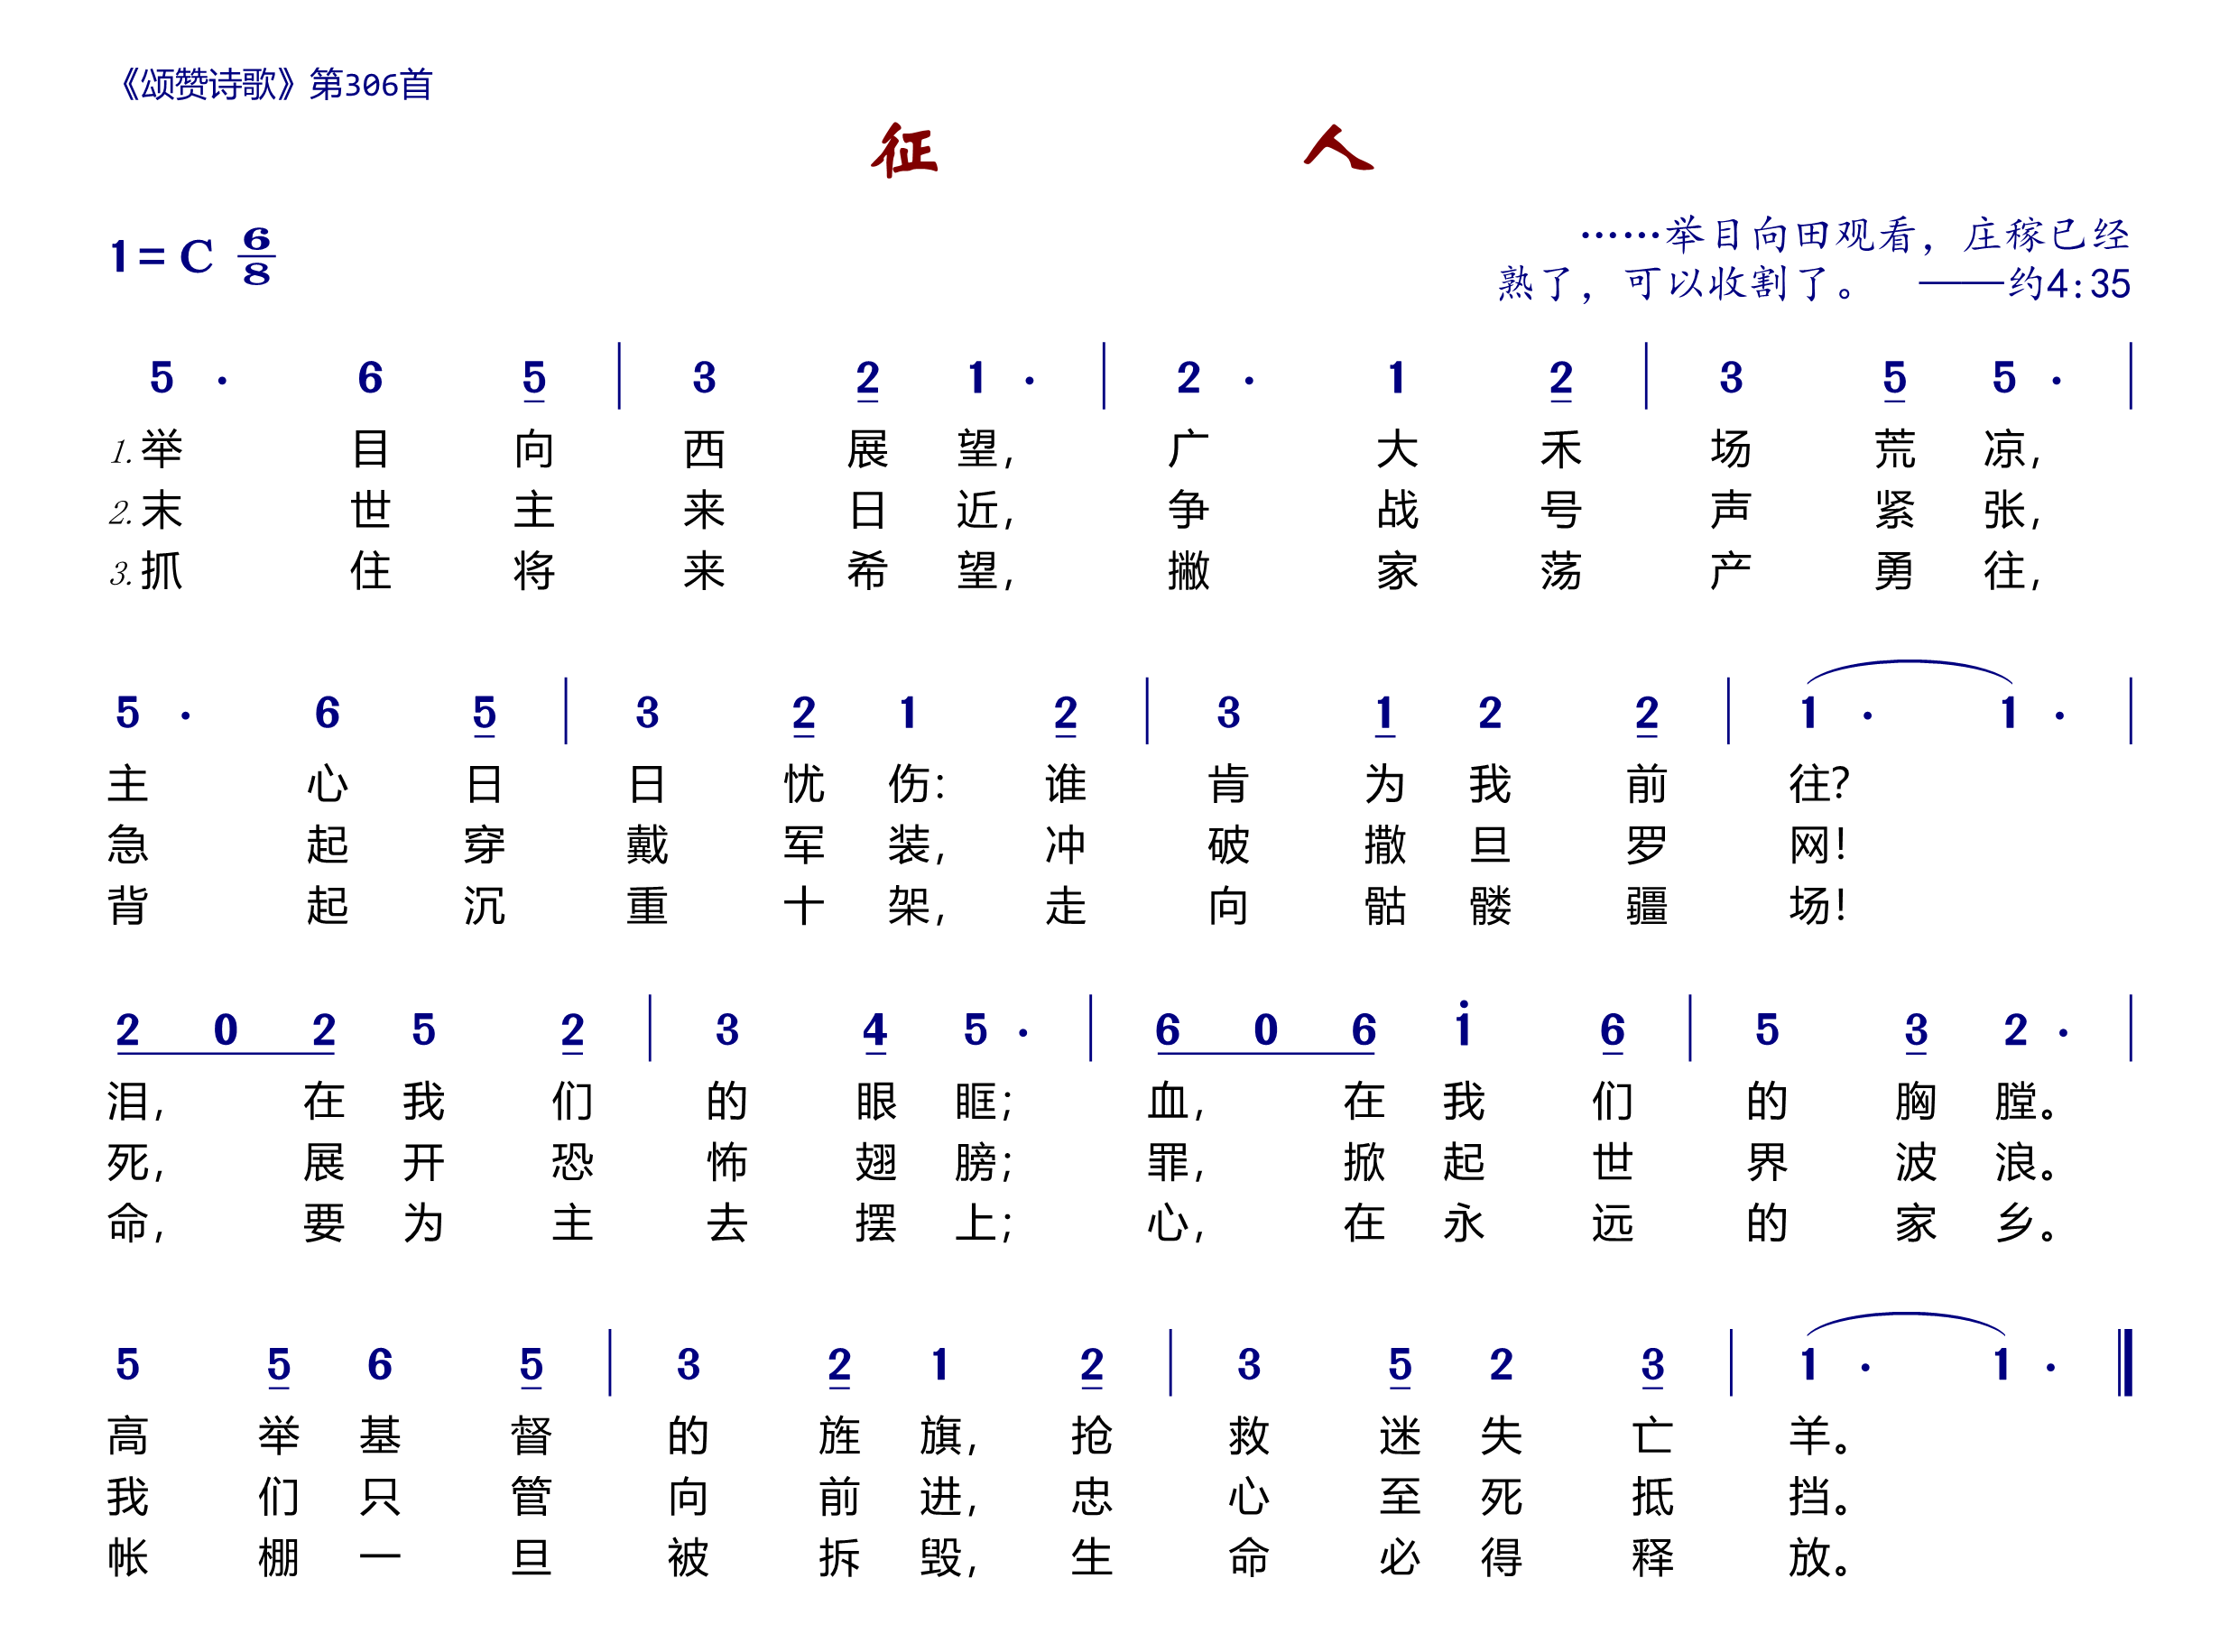 《颂赞诗歌》第306首
征 人
1=C 6/8
……举目向田观看，庄稼已经
熟了，可以收割了。 ——约4:35
5 · 6 5 | 3 2 1 · | 2 · 1 2 | 3 5 5 · |
1.举 目 向 西 展 望， 广 大 禾 场 荒 凉，
2.末 世 主 来 日 近， 争 战 号 声 紧 张，
3.抓 住 将 来 希 望， 撇 家 荡 产 勇 往，
5 · 6 5 | 3 2 1 2 | 3 1 2 2 | 1 · 1 · |
主 心 日 日 忧 伤： 谁 肯 为 我 前 往？
急 起 穿 戴 军 装， 冲 破 撒 旦 罗 网！
背 起 沉 重 十 架， 走 向 骷 髅 疆 场！
2 0 2 5 2 | 3 4 5 · | 6 0 6 1̇ 6 | 5 3 2 · |
泪， 在 我 们 的 眼 眶； 血， 在 我 们 的 胸 膛。
死， 展 开 恐 怖 翅 膀； 罪， 掀 起 世 界 波 浪。
命， 要 为 主 去 摆 上； 心， 在 永 远 的 家 乡。
5 5 6 5 | 3 2 1 2 | 3 5 2 3 | 1 · 1 · ‖
高 举 基 督 的 旌 旗， 抢 救 迷 失 亡 羊。
我 们 只 管 向 前 进， 忠 心 至 死 抵 挡。
帐 棚 一 旦 被 拆 毁， 生 命 必 得 释 放。